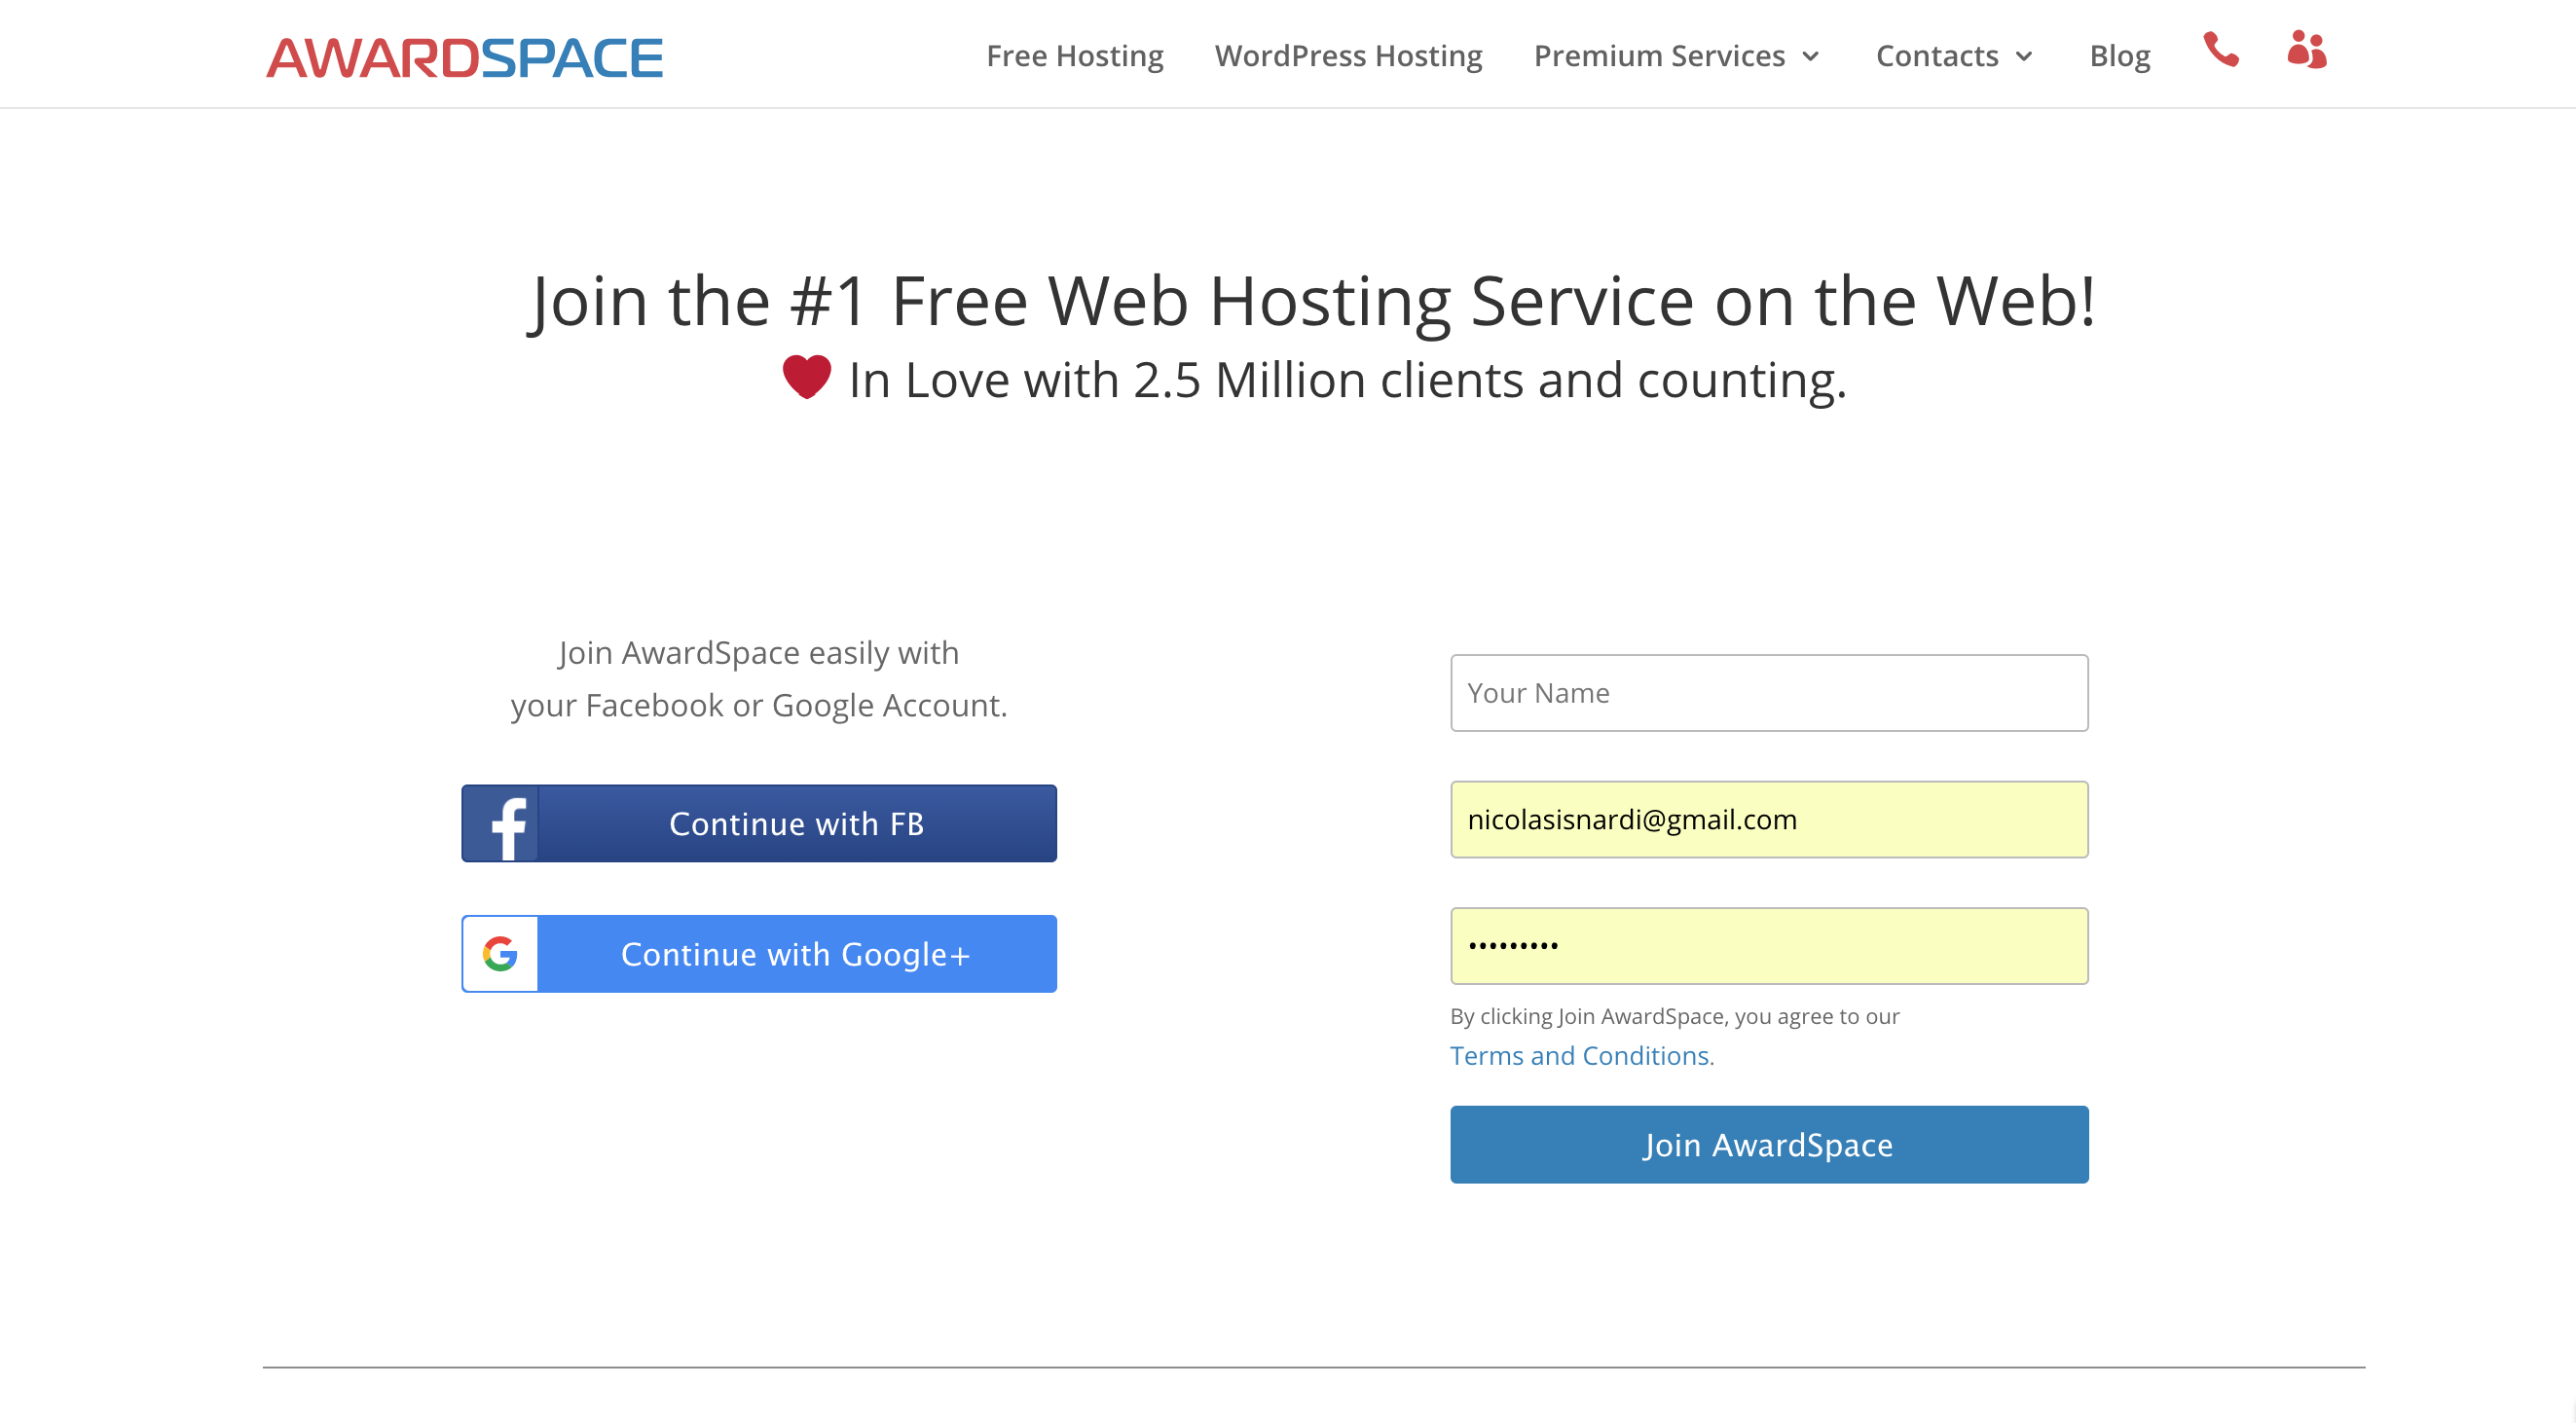 AWARDSPACE
Free Hosting WordPress Hosting Premium Services Contacts Blog
Join the #1 Free Web Hosting Service on the Web!
In Love with 2.5 Million clients and counting.
Join AwardSpace easily with
your Facebook or Google Account.
f Continue with FB
G Continue with Google+
Your Name
nicolasisnardi@gmail.com
•••••••••
By clicking Join AwardSpace, you agree to our
Terms and Conditions.
Join AwardSpace